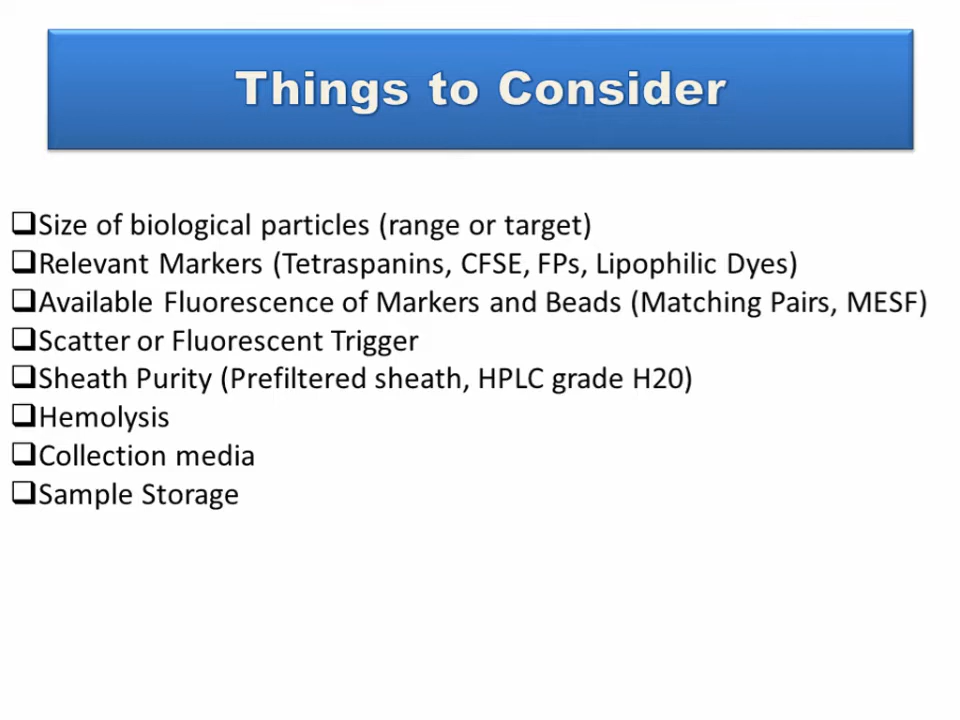 Things to Consider
❑Size of biological particles (range or target)
❑Relevant Markers (Tetraspanins, CFSE, FPs, Lipophilic Dyes)
❑Available Fluorescence of Markers and Beads (Matching Pairs, MESF)
❑Scatter or Fluorescent Trigger
❑Sheath Purity (Prefiltered sheath, HPLC grade H20)
❑Hemolysis
❑Collection media
❑Sample Storage